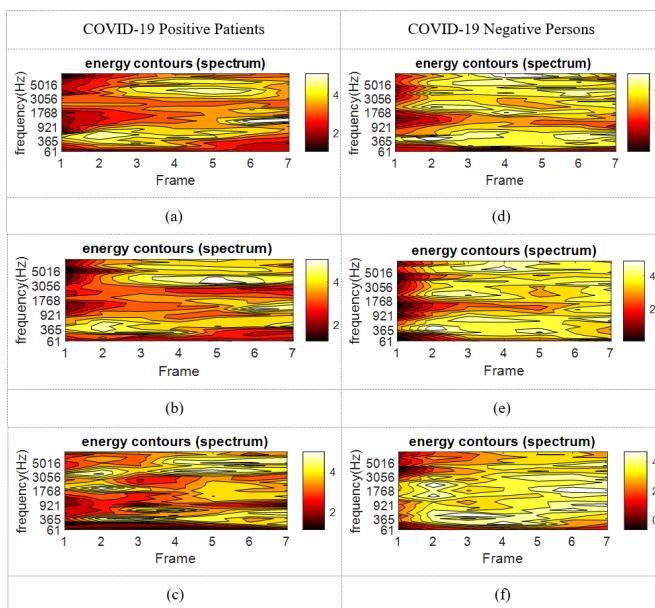 COVID-19 Positive Patients
COVID-19 Negative Persons
energy contours (spectrum)
frequency(Hz)
5016
3056
1768
921
365
61
1 2 3 4 5 6 7
Frame
4
2
(a)
energy contours (spectrum)
frequency(Hz)
5016
3056
1768
921
365
61
1 2 3 4 5 6 7
Frame
(d)
energy contours (spectrum)
frequency(Hz)
5016
3056
1768
921
365
61
1 2 3 4 5 6 7
Frame
4
2
(b)
energy contours (spectrum)
frequency(Hz)
5016
3056
1768
921
365
61
1 2 3 4 5 6 7
Frame
4
2
(e)
energy contours (spectrum)
frequency(Hz)
5016
3056
1768
921
365
61
1 2 3 4 5 6 7
Frame
4
2
(c)
energy contours (spectrum)
frequency(Hz)
5016
3056
1768
921
365
61
1 2 3 4 5 6 7
Frame
4
2
0
(f)